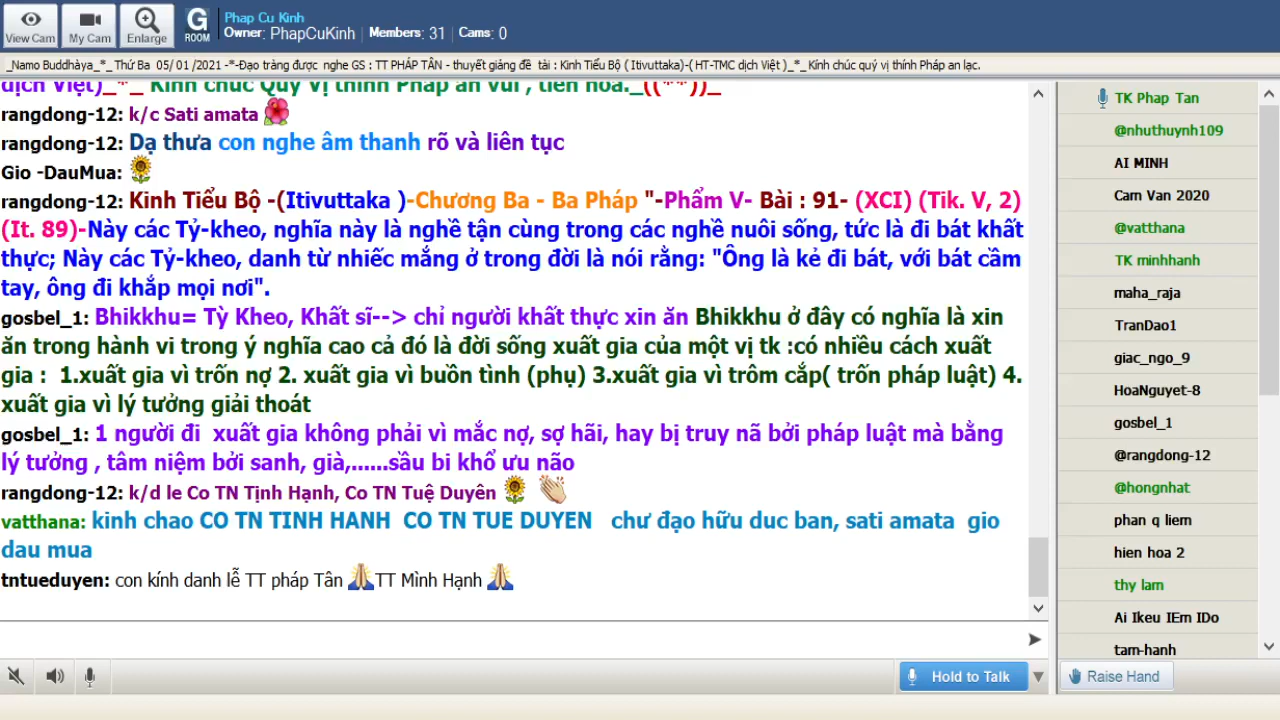 View Cam
My Cam
Enlarge
G
ROOM
Phap Cu Kinh
Owner: PhapCuKinh | Members: 31 | Cams: 0
_Namo Buddhàya_*_ Thứ Ba 05/ 01 /2021 -*-Đạo tràng được nghe GS : TT PHÁP TÂN - thuyết giảng đề tài : Kinh Tiểu Bộ ( Itivuttaka)-( HT-TMC dịch Việt )_*_ Kính chúc quý vị thính Pháp an lạc.
dịch Việt)_*_ Kính chúc Quý Vị thính Pháp an vui , tiến hóa._((**))_
rangdong-12: k/c Sati amata
rangdong-12: Dạ thưa con nghe âm thanh rõ và liên tục
Gio -DauMua:
rangdong-12: Kinh Tiểu Bộ -(Itivuttaka )-Chương Ba - Ba Pháp "-Phẩm V- Bài : 91- (XCI) (Tik. V, 2)
(It. 89)-Này các Tỷ-kheo, nghĩa này là nghề tận cùng trong các nghề nuôi sống, tức là đi bát khất
thực; Này các Tỷ-kheo, danh từ nhiếc mắng ở trong đời là nói rằng: "Ông là kẻ đi bát, với bát cầm
tay, ông đi khắp mọi nơi".
gosbel_1: Bhikkhu= Tỳ Kheo, Khất sĩ--> chỉ người khất thực xin ăn Bhikkhu ở đây có nghĩa là xin
ăn trong hành vi trong ý nghĩa cao cả đó là đời sống xuất gia của một vị tk :có nhiều cách xuất
gia : 1.xuất gia vì trốn nợ 2. xuất gia vì buồn tình (phụ) 3.xuất gia vì trôm cắp( trốn pháp luật) 4.
xuất gia vì lý tưởng giải thoát
gosbel_1: 1 người đi xuất gia không phải vì mắc nợ, sợ hãi, hay bị truy nã bởi pháp luật mà bằng
lý tưởng , tâm niệm bởi sanh, già,......sầu bi khổ ưu não
rangdong-12: k/d le Co TN Tịnh Hạnh, Co TN Tuệ Duyên
vatthana: kinh chao CO TN TINH HANH CO TN TUE DUYEN chư đạo hữu duc ban, sati amata gio
dau mua
tntueduyen: con kính danh lễ TT pháp Tân TT Mình Hạnh
Hold to Talk
TK Phap Tan
@nhuthuynh109
AI MINH
Cam Van 2020
@vatthana
TK minhhanh
maha_raja
TranDao1
giac_ngo_9
HoaNguyet-8
gosbel_1
@rangdong-12
@hongnhat
phan q liem
hien hoa 2
thy lam
Ai Ikeu IEm IDo
tam-hanh
Raise Hand